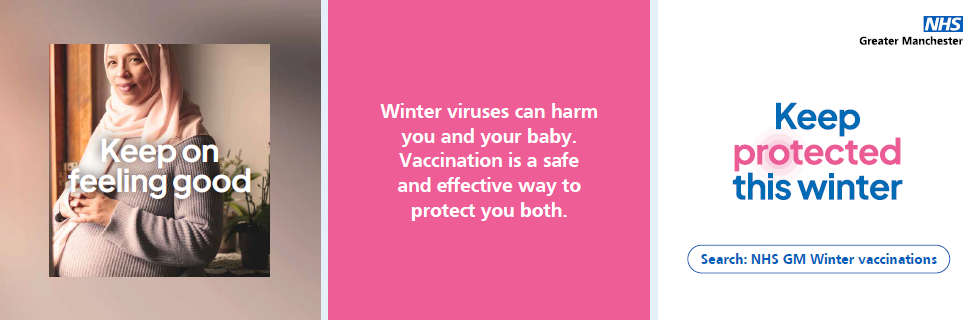 Keep on
feeling good
Winter viruses can harm
you and your baby.
Vaccination is a safe
and effective way to
protect you both.
NHS
Greater Manchester
Keep
protected
this winter
Search: NHS GM Winter vaccinations